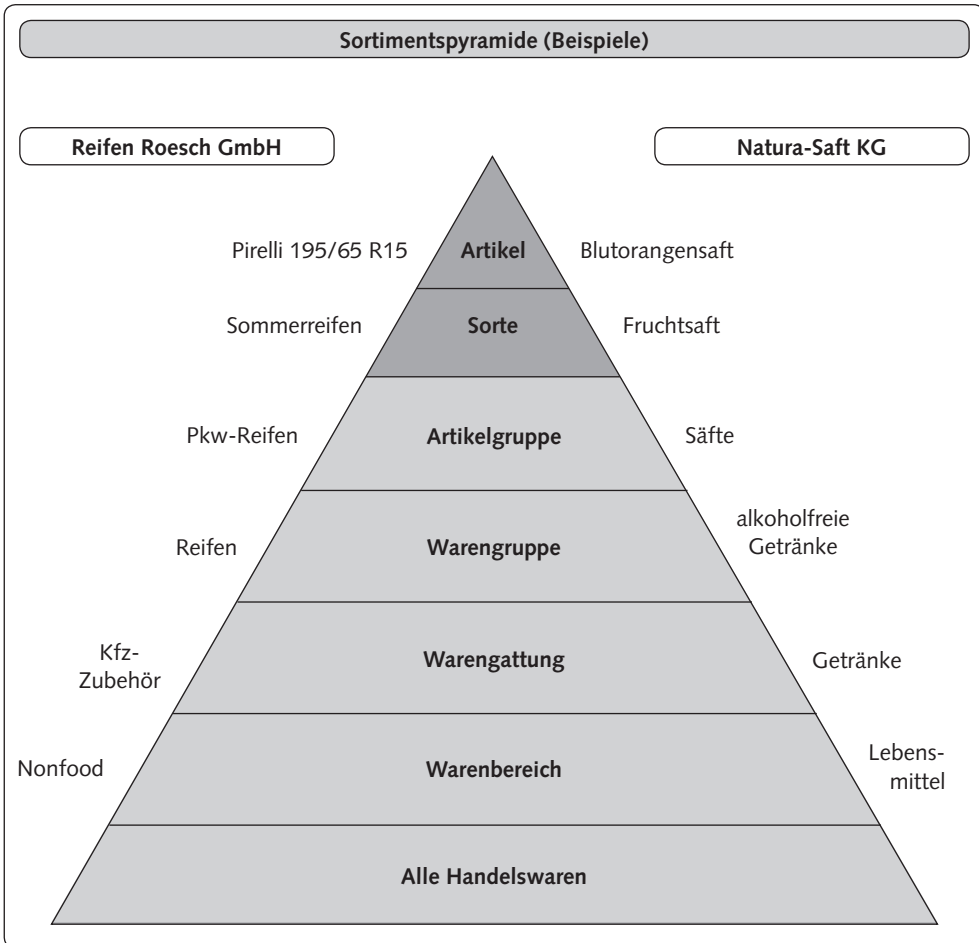 Sortimentspyramide (Beispiele)
Reifen Roesch GmbH
Natura-Saft KG
Pirelli 195/65 R15
Artikel
Blutorangensaft
Sommerreifen
Sorte
Fruchtsaft
Pkw-Reifen
Artikelgruppe
Säfte
Reifen
Warengruppe
alkoholfreie
Getränke
Kfz-
Zubehör
Warengattung
Getränke
Nonfood
Warenbereich
Lebens-
mittel
Alle Handelswaren